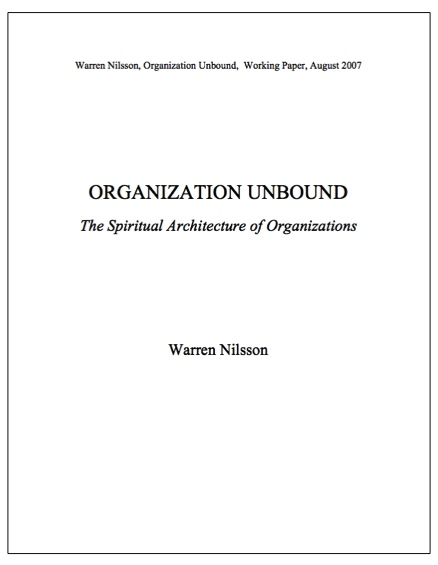 Warren Nilsson, Organization Unbound, Working Paper, August 2007
ORGANIZATION UNBOUND
The Spiritual Architecture of Organizations
Warren Nilsson